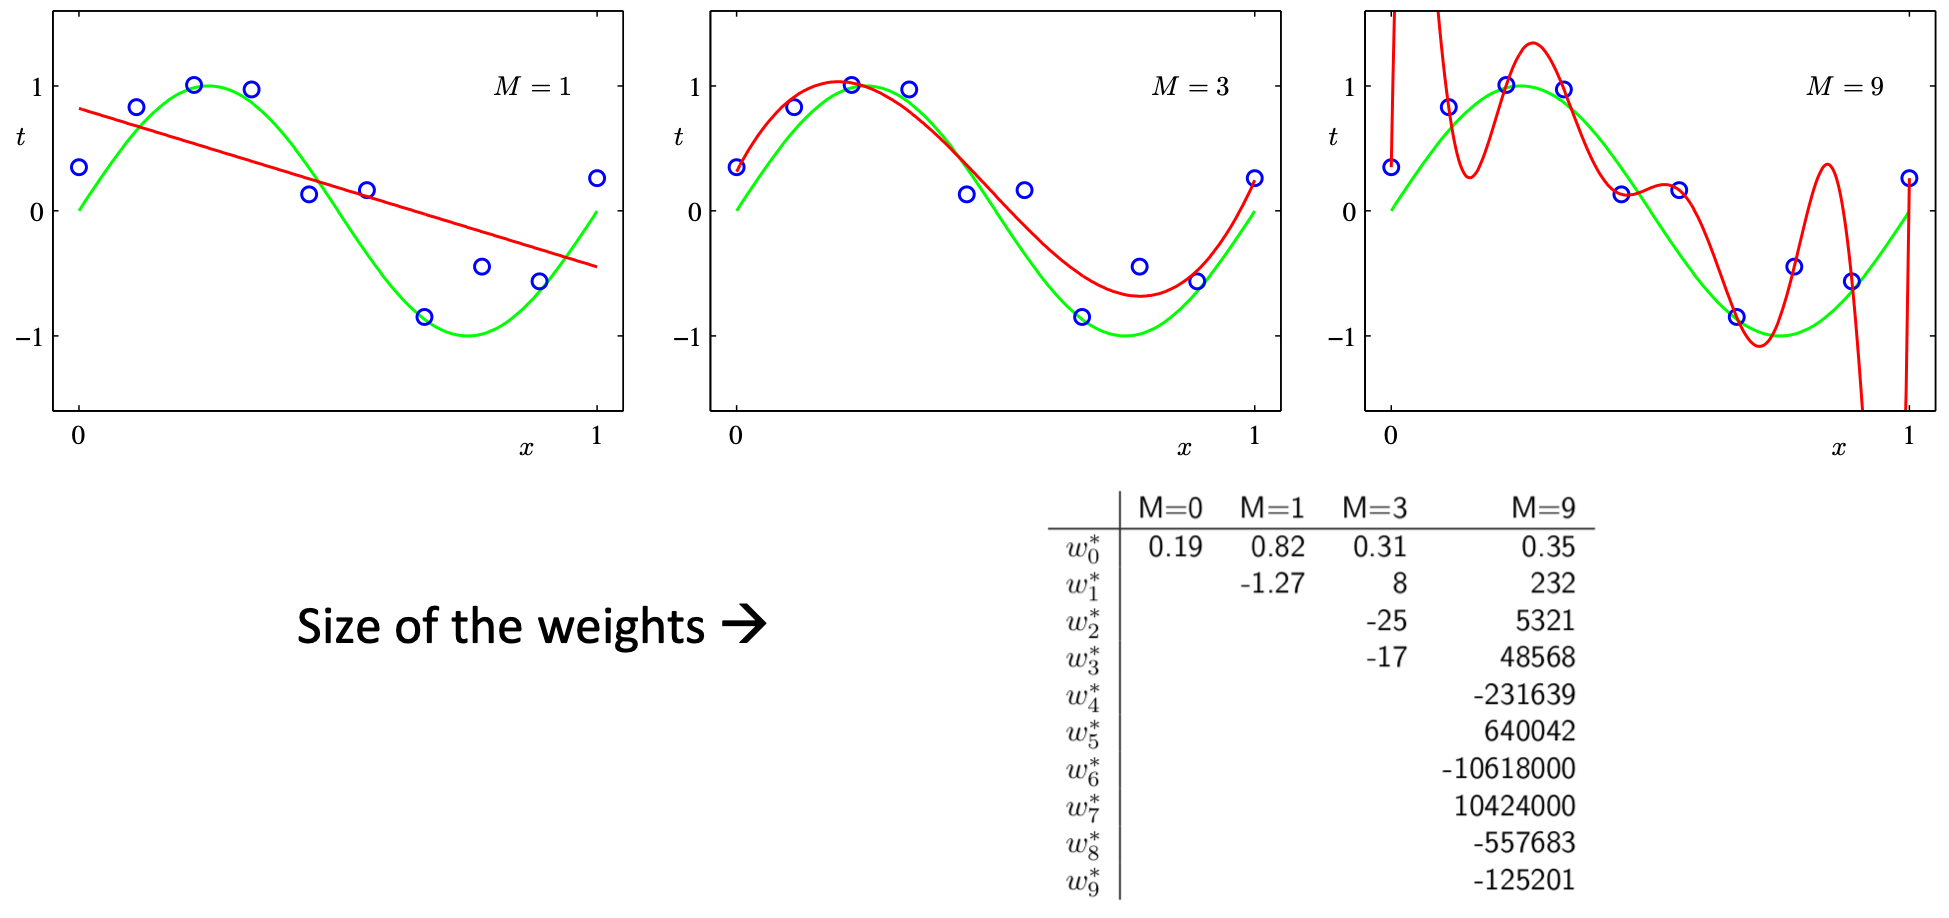 M = 1
t
1
0
−1
0
x
1
M = 3
t
1
0
−1
0
x
1
M = 9
t
1
0
−1
0
x
1
Size of the weights →
M=0 M=1 M=3 M=9
w₀* 0.19 0.82 0.31 0.35
w₁* -1.27 8 232
w₂* -25 5321
w₃* -17 48568
w₄* -231639
w₅* 640042
w₆* -10618000
w₇* 10424000
w₈* -557683
w₉* -125201